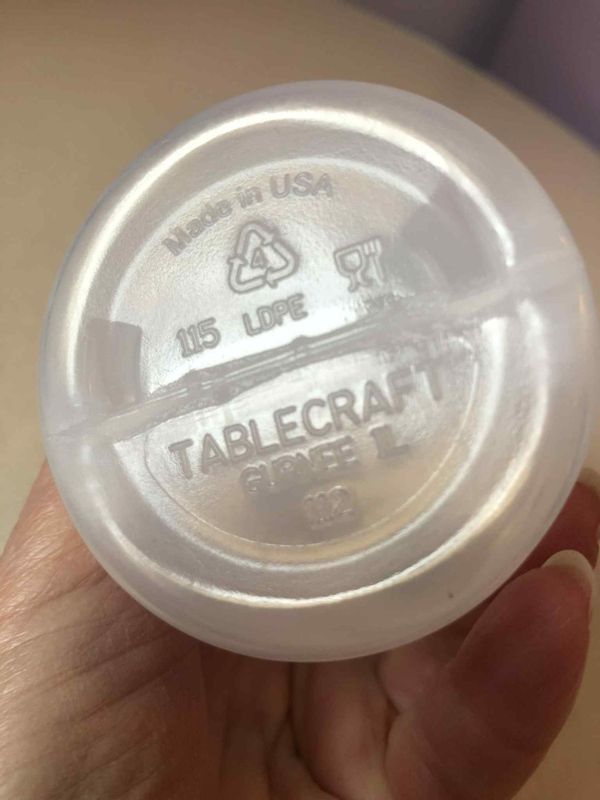 Made in USA
4
115 LDPE
TABLECRAFT
GURNEE IL
112